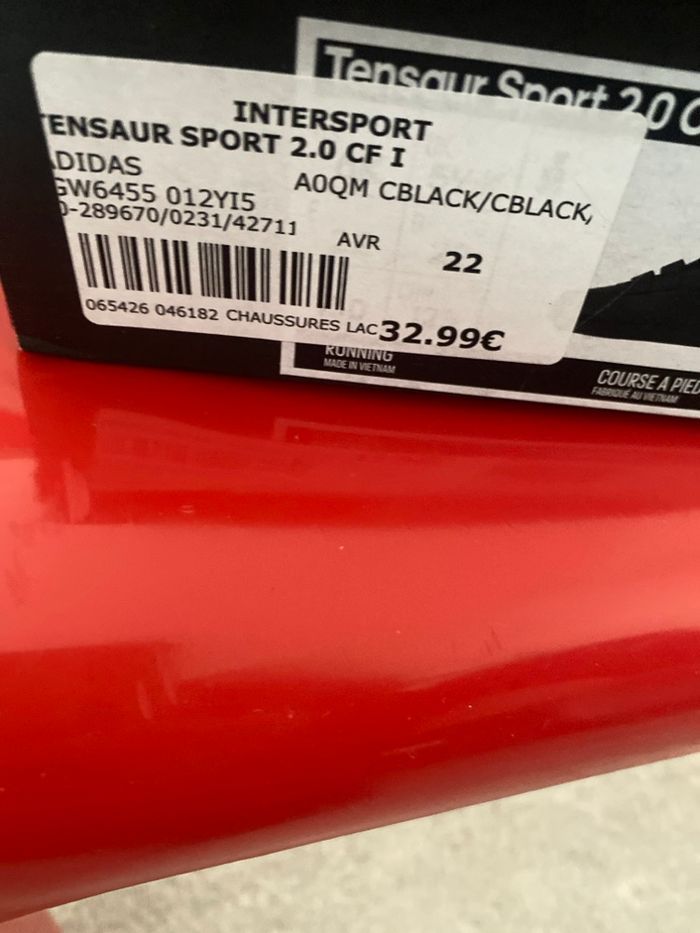 Tensaur Sport 2.0 C
INTERSPORT
ENSAUR SPORT 2.0 CF I
ADIDAS
GW6455 012YI5
A0QM CBLACK/CBLACK,
0-289670/0231/42711
AVR
22
065426 046182 CHAUSSURES LAC
32.99€
RUNNING
MADE IN VIETNAM
COURSE A PIED
FABRIQUÉ AU VIETNAM